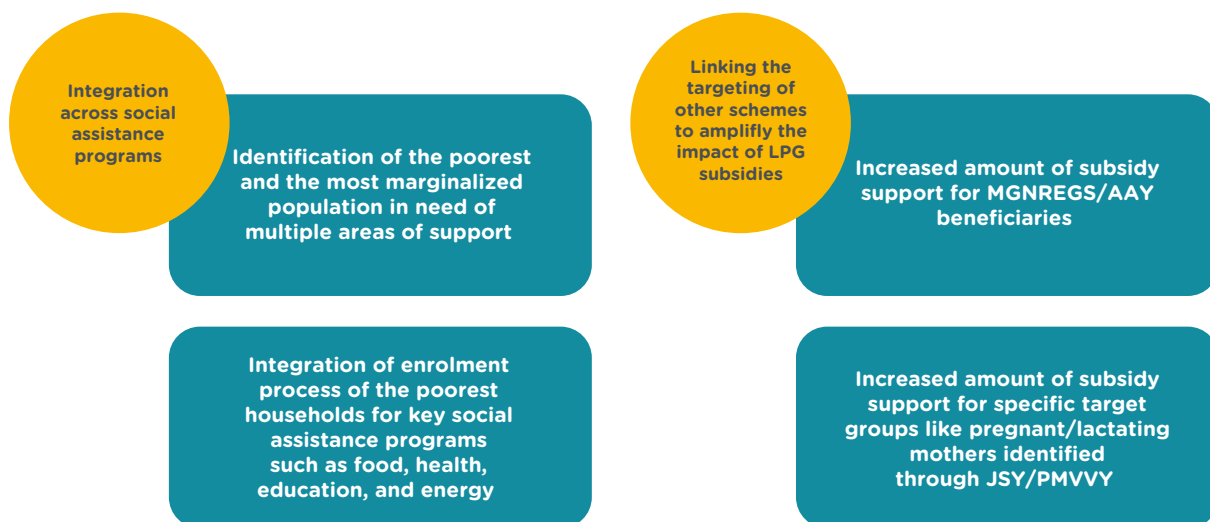 Integration
across social
assistance
programs
Identification of the poorest
and the most marginalized
population in need of
multiple areas of support
Integration of enrolment
process of the poorest
households for key social
assistance programs
such as food, health,
education, and energy
Linking the
targeting of
other schemes
to amplifly the
impact of LPG
subsidies
Increased amount of subsidy
support for MGNREGS/AAY
beneficiaries
Increased amount of subsidy
support for specific target
groups like pregnant/lactating
mothers identified
through JSY/PMVVY